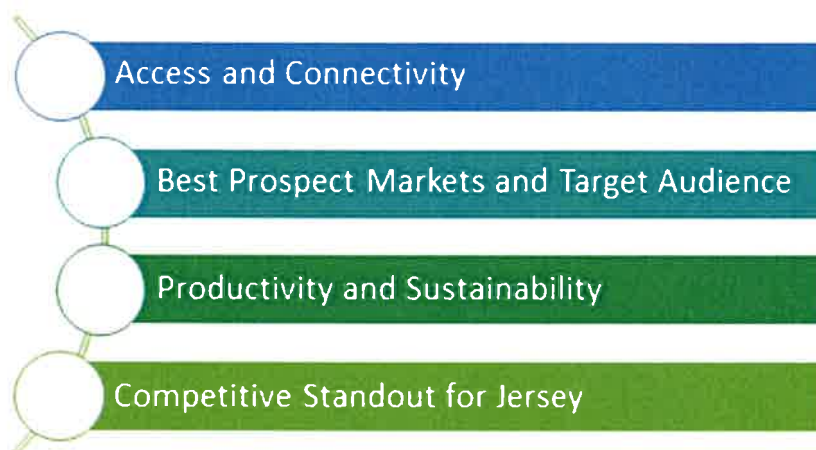 Access and Connectivity
Best Prospect Markets and Target Audience
Productivity and Sustainability
Competitive Standout for Jersey